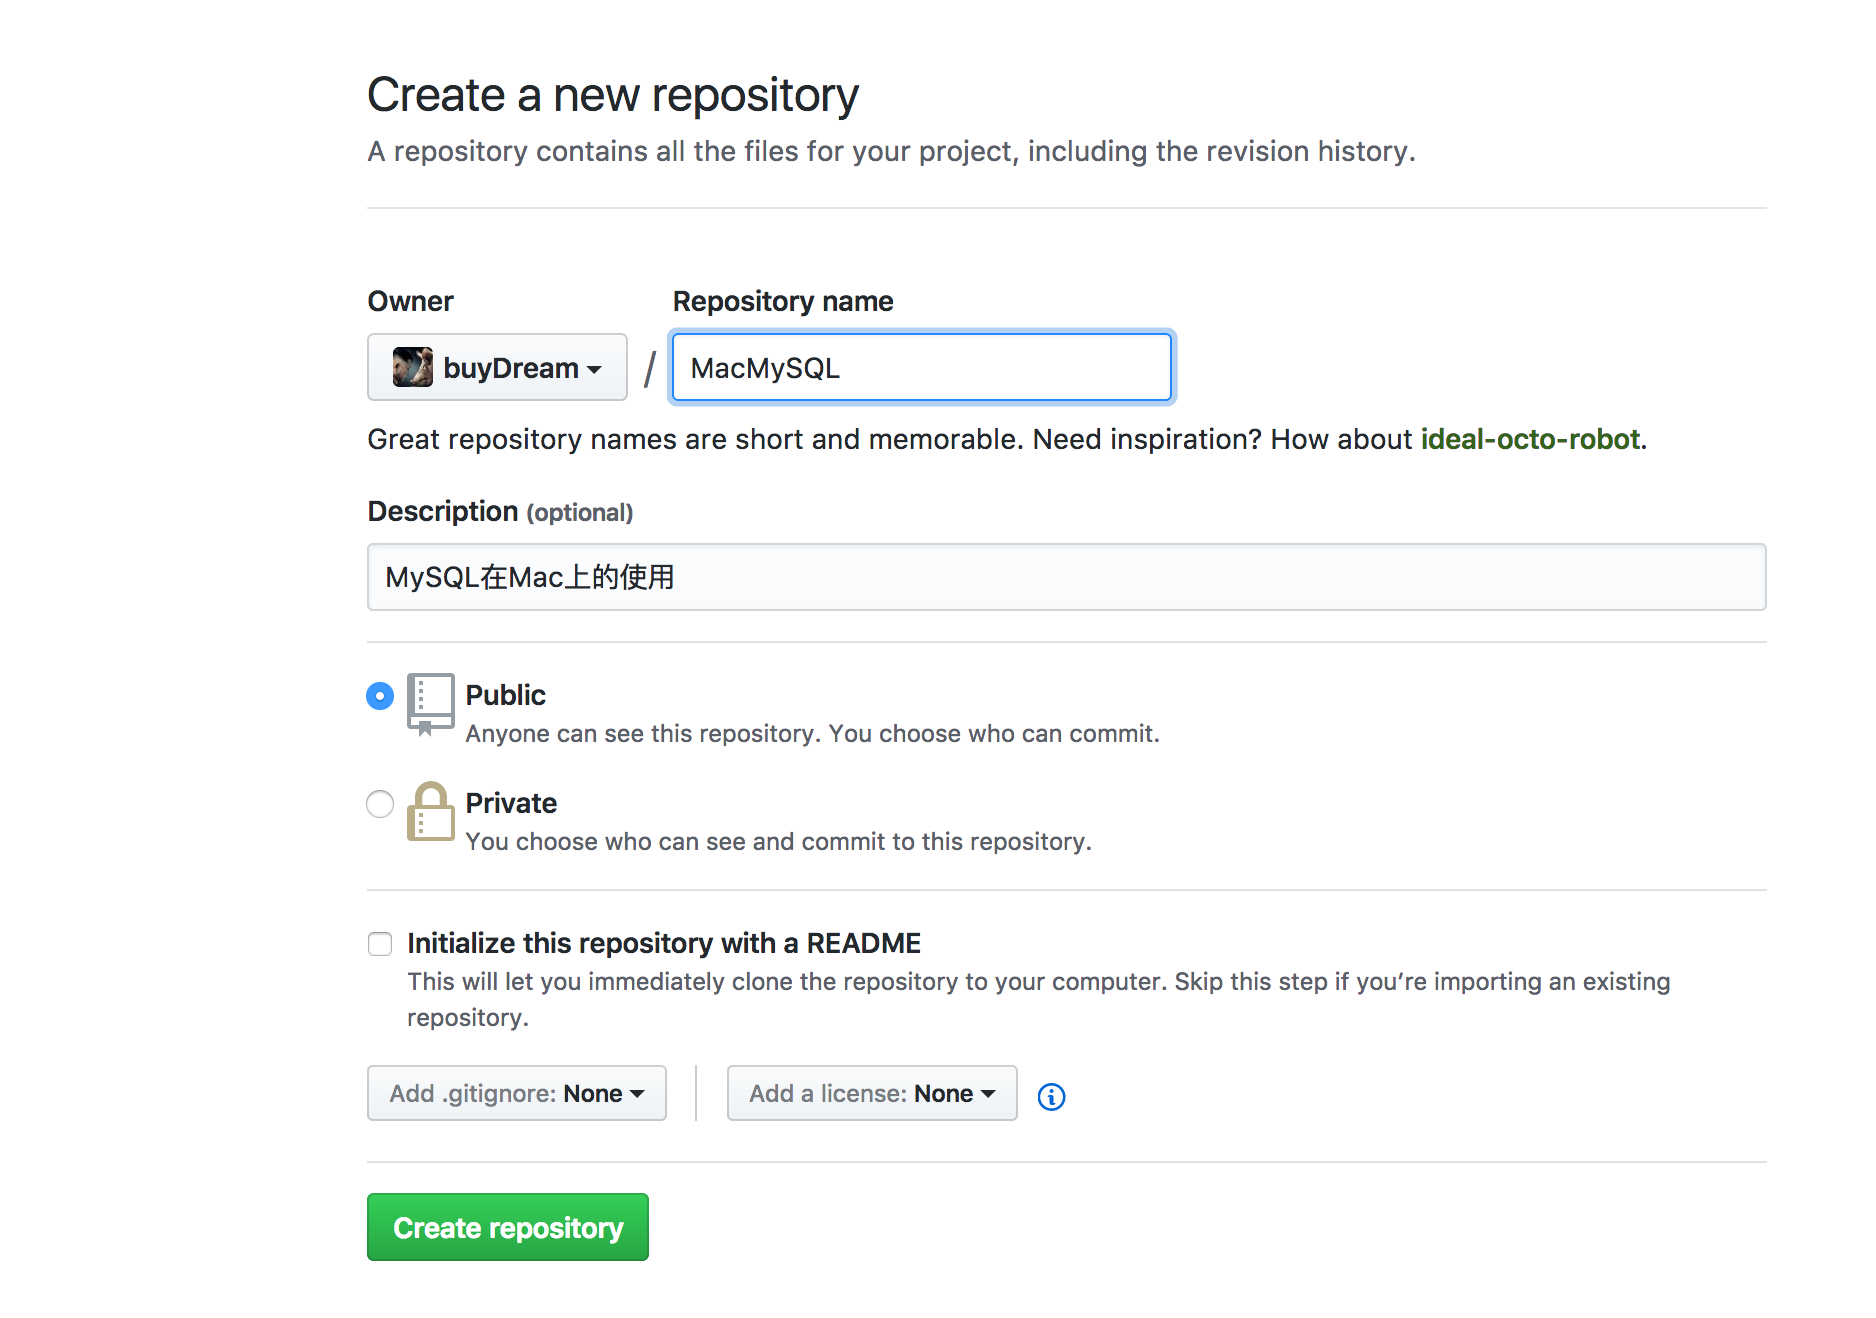 Create a new repository
A repository contains all the files for your project, including the revision history.
Owner
Repository name
buyDream / MacMySQL
Great repository names are short and memorable. Need inspiration? How about ideal-octo-robot.
Description (optional)
MySQL在Mac上的使用
Public
Anyone can see this repository. You choose who can commit.
Private
You choose who can see and commit to this repository.
Initialize this repository with a README
This will let you immediately clone the repository to your computer. Skip this step if you’re importing an existing
repository.
Add .gitignore: None
Add a license: None
Create repository